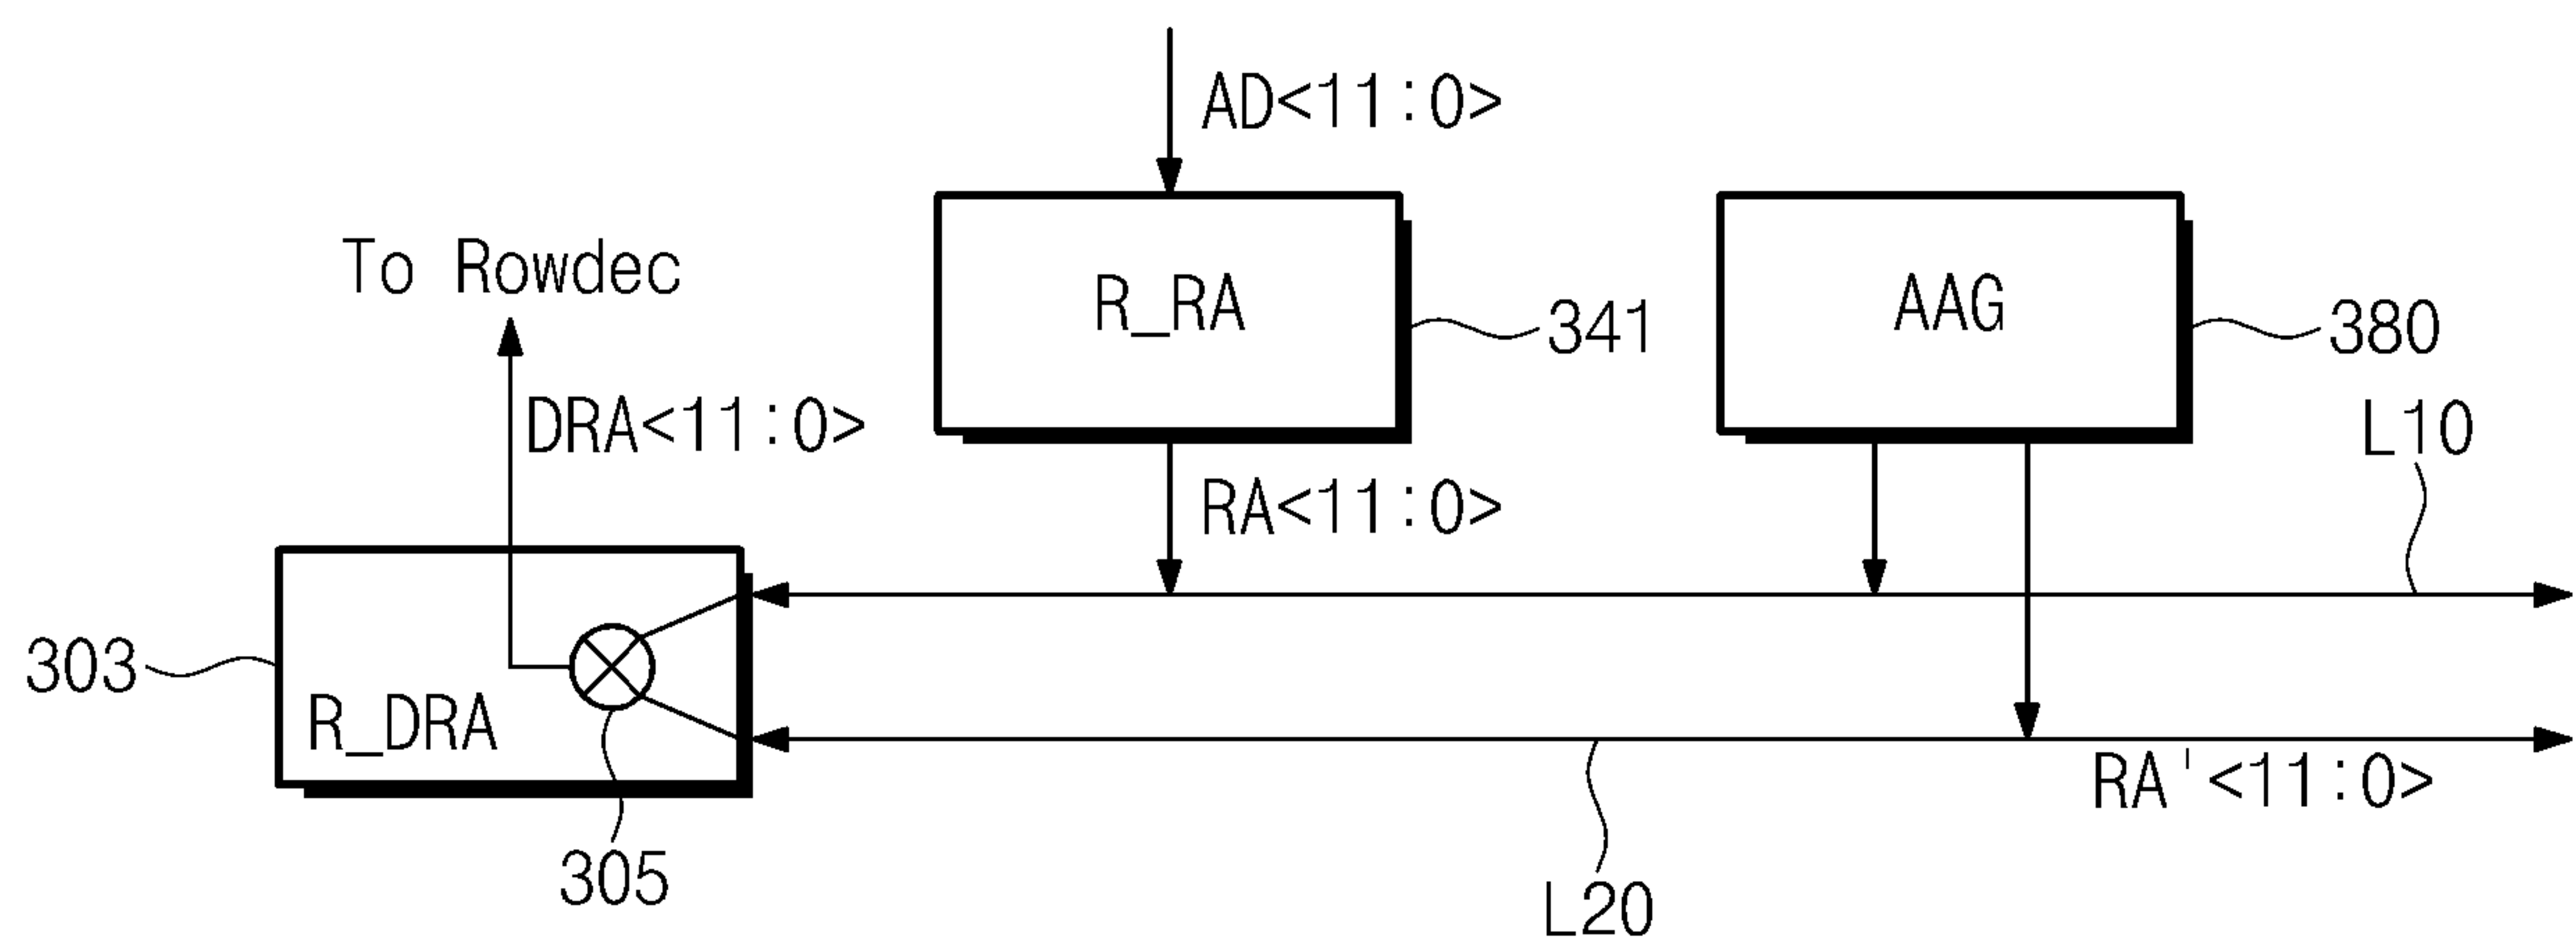 AD<11:0>
To Rowdec
R_RA
341
AAG
380
DRA<11:0>
L10
RA<11:0>
303
R_DRA
RA'<11:0>
305
L20